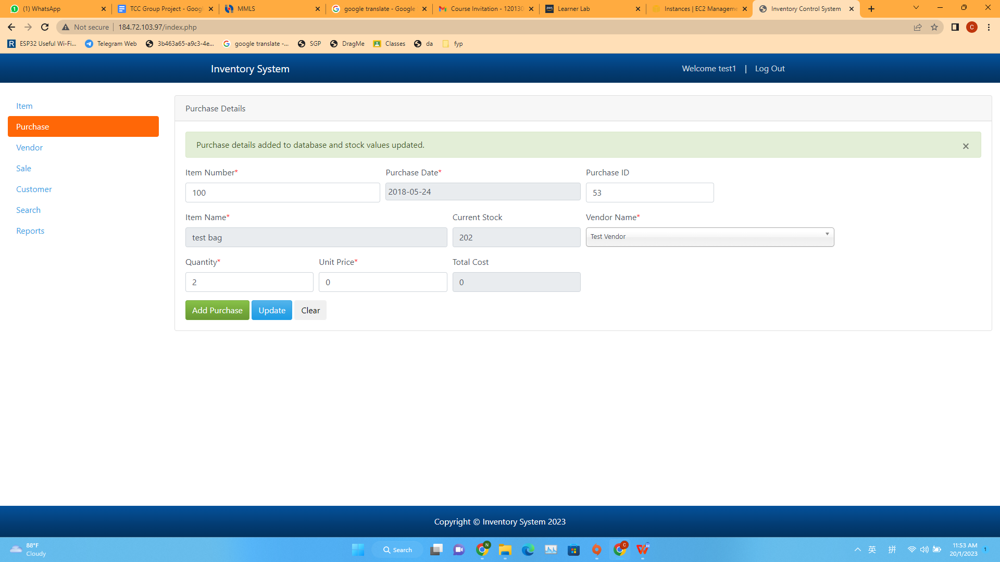 (1) WhatsApp
TCC Group Project - Googl
MMLS
google translate - Google
Course Invitation - 120130
aws
Learner Lab
Instances | EC2 Manageme
Inventory Control System
Not secure
184.72.103.97/index.php
C
R
ESP32 Useful Wi-Fi...
Telegram Web
3b463a65-a9c3-4e...
google translate -...
SGP
DragMe
Classes
da
fyp
Inventory System
Welcome test1 | Log Out
Item
Purchase
Vendor
Sale
Customer
Search
Reports
Purchase Details
Purchase details added to database and stock values updated.
Item Number*
Purchase Date*
Purchase ID
100
2018-05-24
53
Item Name*
Current Stock
Vendor Name*
test bag
202
Test Vendor
Quantity*
Unit Price*
Total Cost
2
0
0
Add Purchase
Update
Clear
Copyright © Inventory System 2023
88°F
Cloudy
Search
N
C
英
拼
11:53 AM
20/1/2023
1